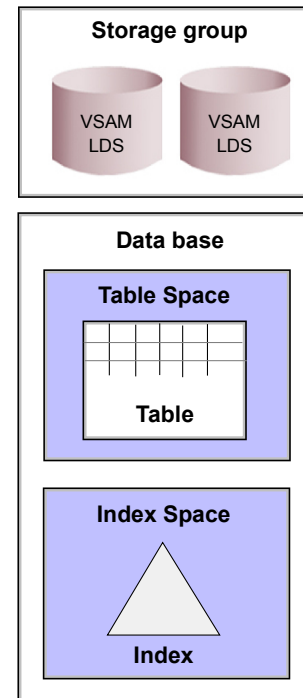 Storage group
VSAM
LDS
VSAM
LDS
Data base
Table Space
Table
Index Space
Index